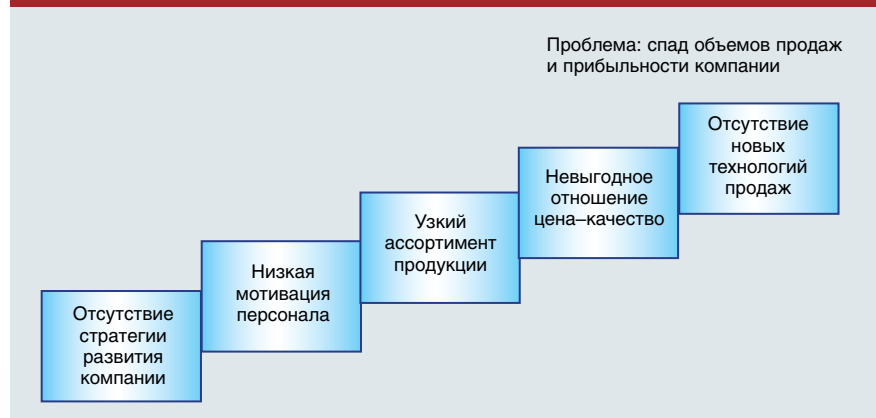 Проблема: спад объемов продаж
и прибыльности компании
Отсутствие
новых
технологий
продаж
Невыгодное
отношение
цена–качество
Узкий
ассортимент
продукции
Низкая
мотивация
персонала
Отсутствие
стратегии
развития
компании